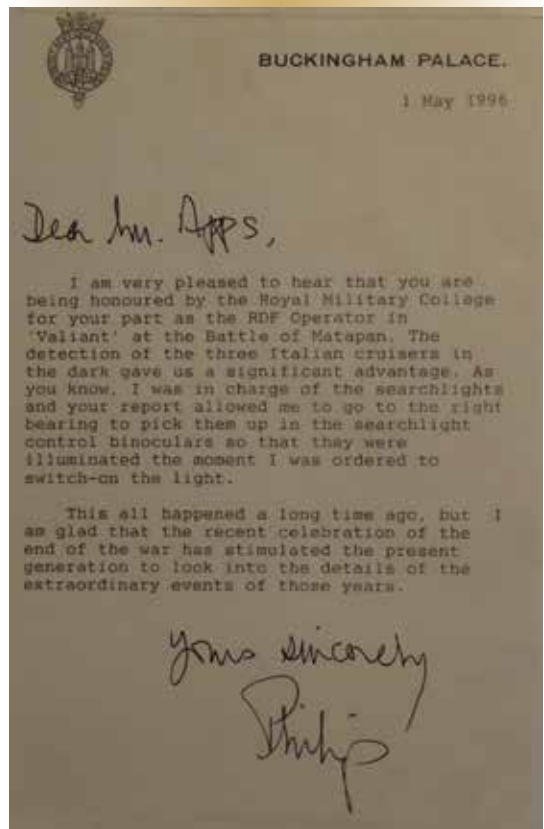 BUCKINGHAM PALACE.
1 May 1996
Dear Mr. Apps,
I am very pleased to hear that you are
being honoured by the Royal Military College
for your part as the RDF Operator in
'Valiant' at the Battle of Matapan. The
detection of the three Italian cruisers in
the dark gave us a significant advantage. As
you know, I was in charge of the searchlights
and your report allowed me to go to the right
bearing to pick them up in the searchlight
control binoculars so that they were
illuminated the moment I was ordered to
switch-on the light.
This all happened a long time ago, but I
am glad that the recent celebration of the
end of the war has stimulated the present
generation to look into the details of the
extraordinary events of those years.
Yours sincerely
Philip